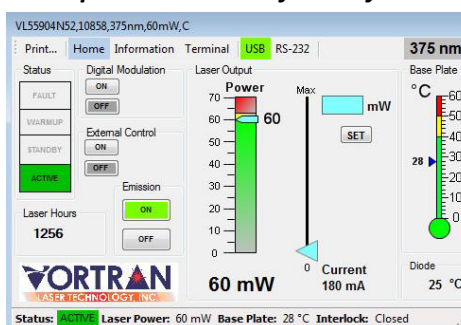 VL55904N52,10858,375nm,60mW,C
Print... Home Information Terminal USB RS-232 375 nm
Status Digital Modulation Laser Output Base Plate
FAULT ON Power Max °C 60
OFF 70 mW 50
WARMUP External Control 60 60 SET 40
STANDBY ON 50 28 30
OFF 40 20
ACTIVE Emission 30 10
Laser Hours ON 20 0
1256 OFF 10
0 0 Current Diode
VORTRAN 60 mW 180 mA 25 °C
LASER TECHNOLOGY, INC.
Status: ACTIVE Laser Power: 60 mW Base Plate: 28 °C Interlock: Closed